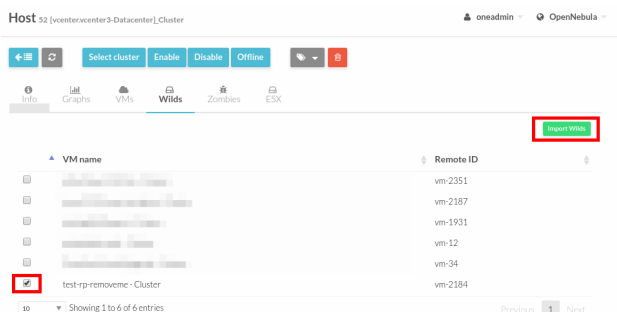 Host 52 [vcenter.vcenter3-Datacenter]_Cluster oneadmin OpenNebula
Select cluster Enable Disable Offline
Info Graphs VMs Wilds Zombies ESX
Import Wilds
VM name Remote ID
vm-2351
vm-2187
vm-1931
vm-12
vm-34
test-rp-removeme - Cluster vm-2184
10 Showing 1 to 6 of 6 entries Previous 1 Next